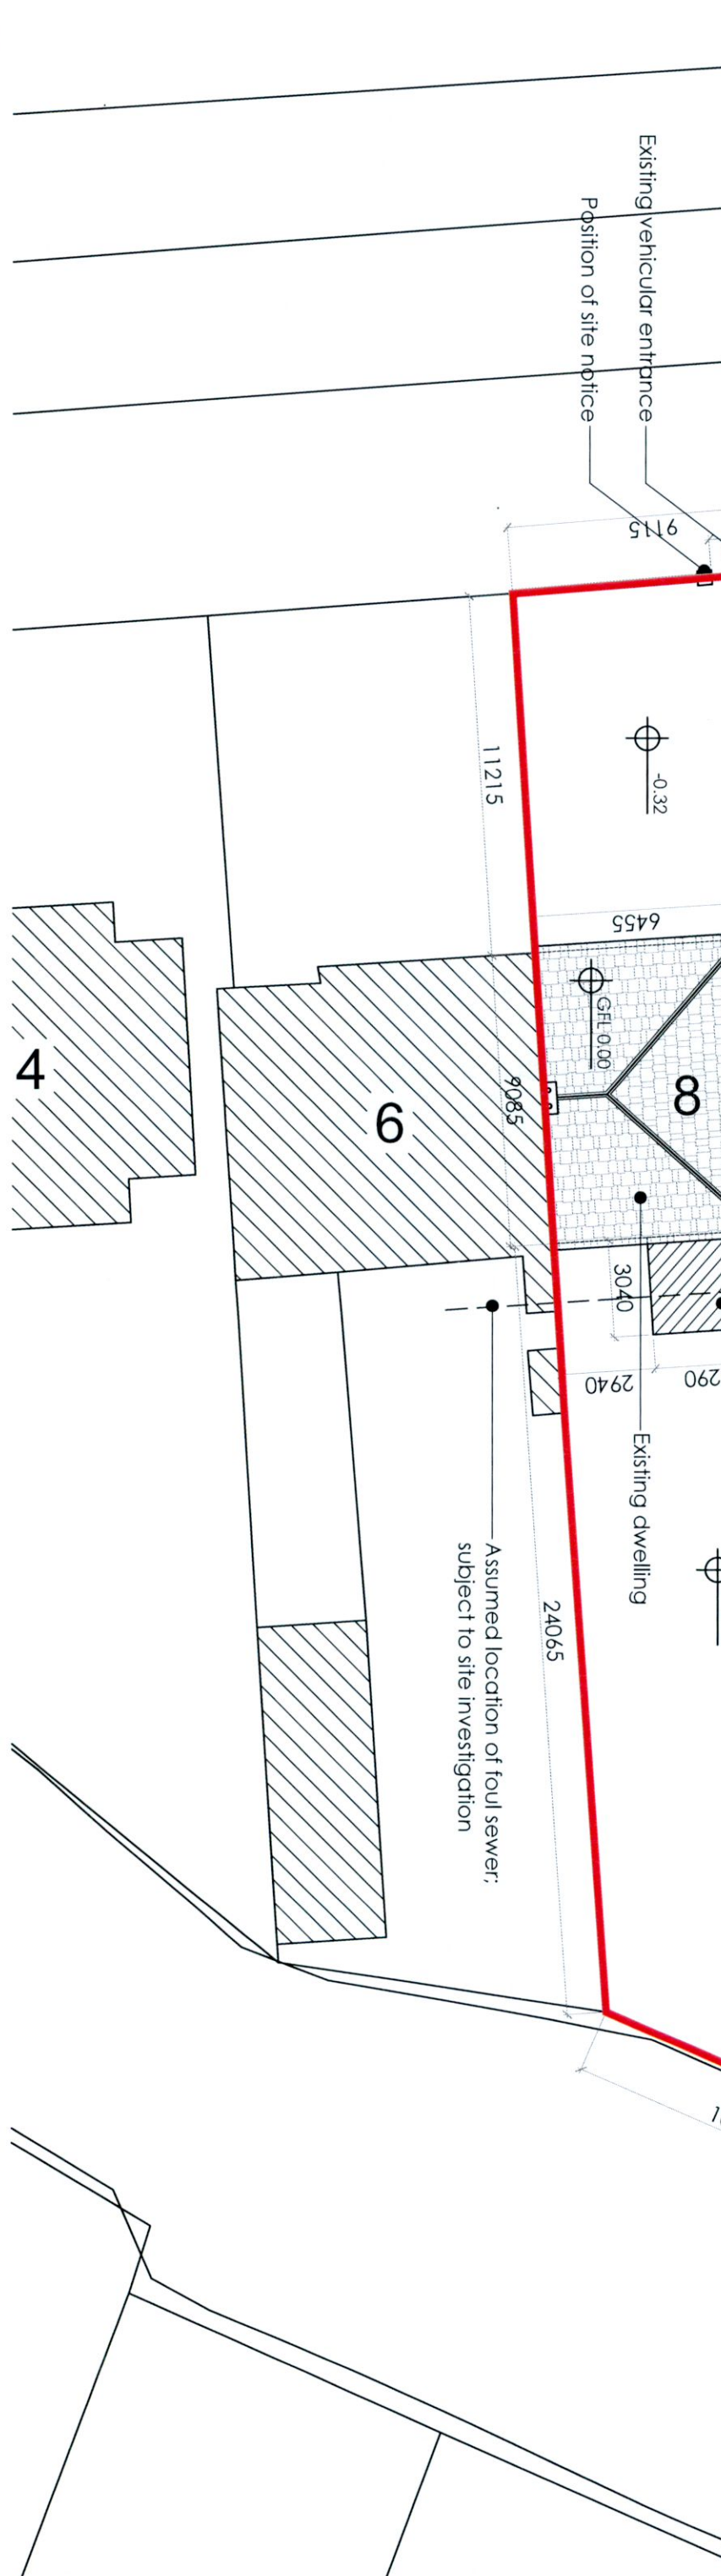 Existing vehicular entrance
Position of site notice
9115
11215
-0.32
6455
GFL 0.00
4
6
8
9085
3040
2940
290
Existing dwelling
Assumed location of foul sewer;
subject to site investigation
24065